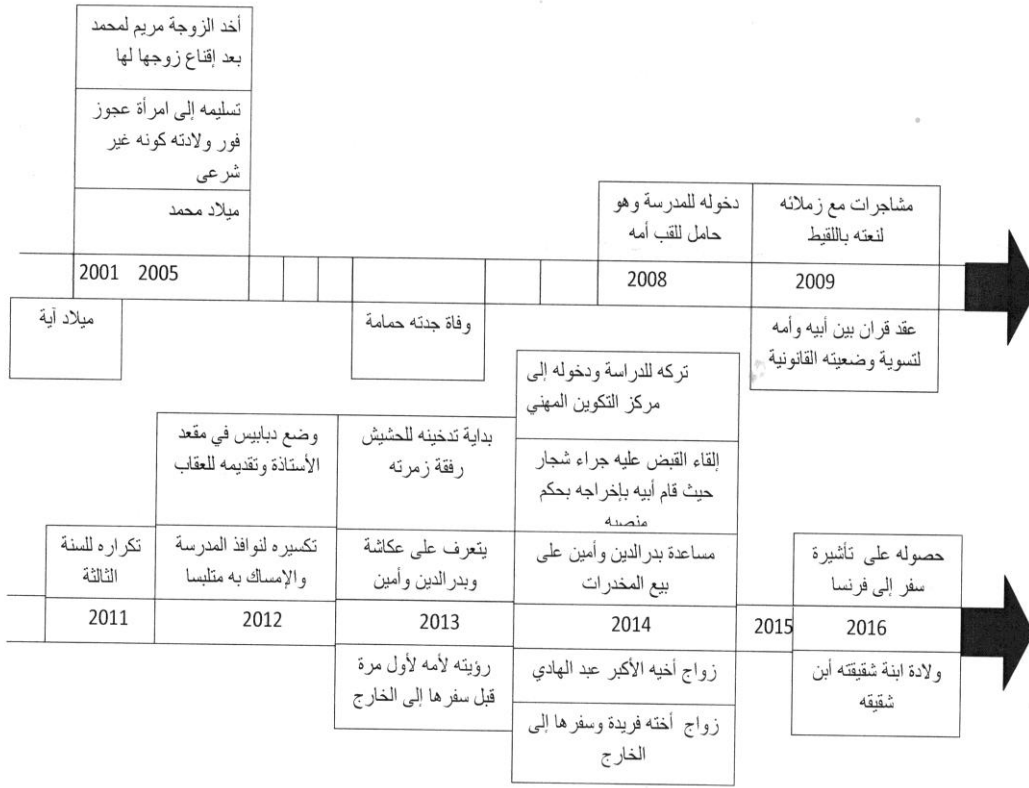 أخد الزوجة مريم لمحمد
بعد إقناع زوجها لها
تسليمه إلى امرأة عجوز
فور ولادته كونه غير
شرعي
ميلاد محمد
دخوله للمدرسة وهو
حامل للقب أمه
مشاجرات مع زملائه
لنعته باللقيط
2001 2005 2008 2009
ميلاد آية
وفاة جدته حمامة
عقد قران بين أبيه وأمه
لتسوية وضعيته القانونية
تركه للدراسة ودخوله إلى
مركز التكوين المهني
وضع دبابيس في مقعد
الأستاذة وتقديمه للعقاب
بداية تدخينه للحشيش
رفقة زمرته
إلقاء القبض عليه جراء شجار
حيث قام أبيه بإخراجه بحكم
منصبه
تكراره للسنة
الثالثة
تكسيره لنوافذ المدرسة
والإمساك به متلبسا
يتعرف على عكاشة
وبدرالدين وأمين
مساعدة بدرالدين وأمين على
بيع المخدرات
حصوله على تأشيرة
سفر إلى فرنسا
2011 2012 2013 2014 2015 2016
رؤيته لأمه لأول مرة
قبل سفرها إلى الخارج
زواج أخيه الأكبر عبد الهادي
زواج أخته فريدة وسفرها إلى
الخارج
ولادة ابنة شقيقته أبن
شقيقه